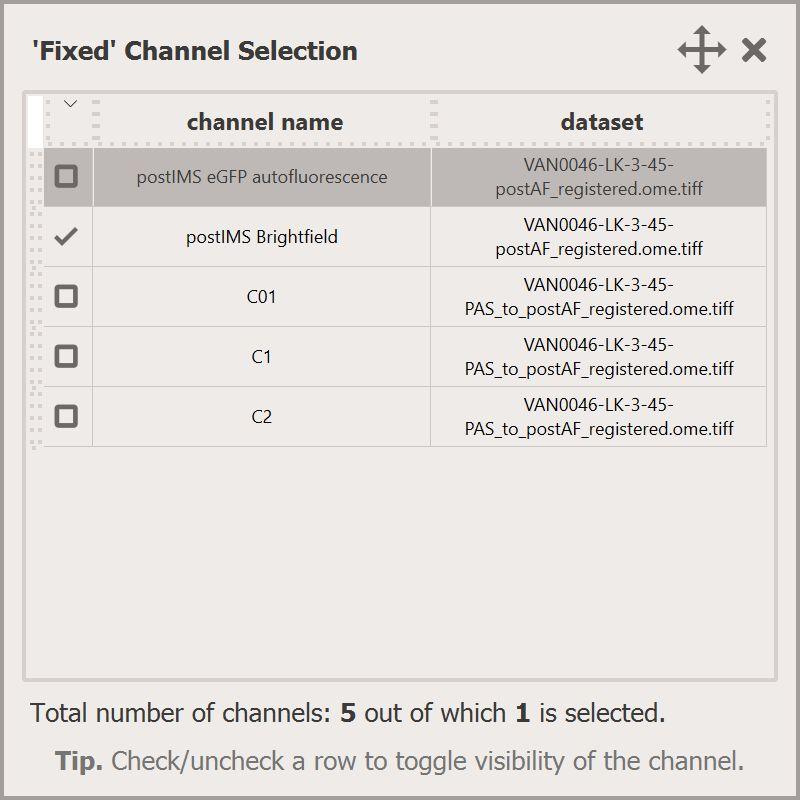 'Fixed' Channel Selection
channel name dataset
postIMS eGFP autofluorescence VAN0046-LK-3-45-
postAF_registered.ome.tiff
postIMS Brightfield VAN0046-LK-3-45-
postAF_registered.ome.tiff
C01 VAN0046-LK-3-45-
PAS_to_postAF_registered.ome.tiff
C1 VAN0046-LK-3-45-
PAS_to_postAF_registered.ome.tiff
C2 VAN0046-LK-3-45-
PAS_to_postAF_registered.ome.tiff
Total number of channels: 5 out of which 1 is selected.
Tip. Check/uncheck a row to toggle visibility of the channel.